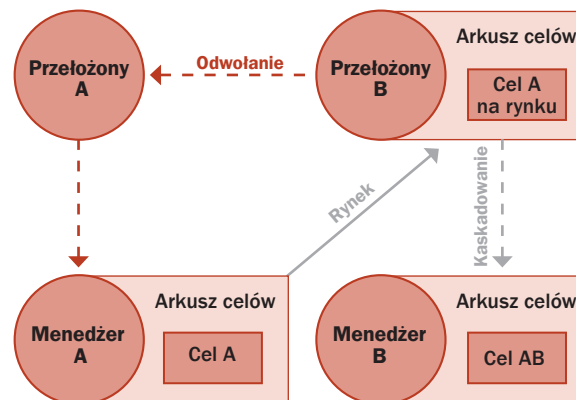 Przełożony
A
Odwołanie
Przełożony
B
Arkusz celów
Cel A
na rynku
Rynek
Kaskadowanie
Menedżer
A
Arkusz celów
Cel A
Menedżer
B
Arkusz celów
Cel AB